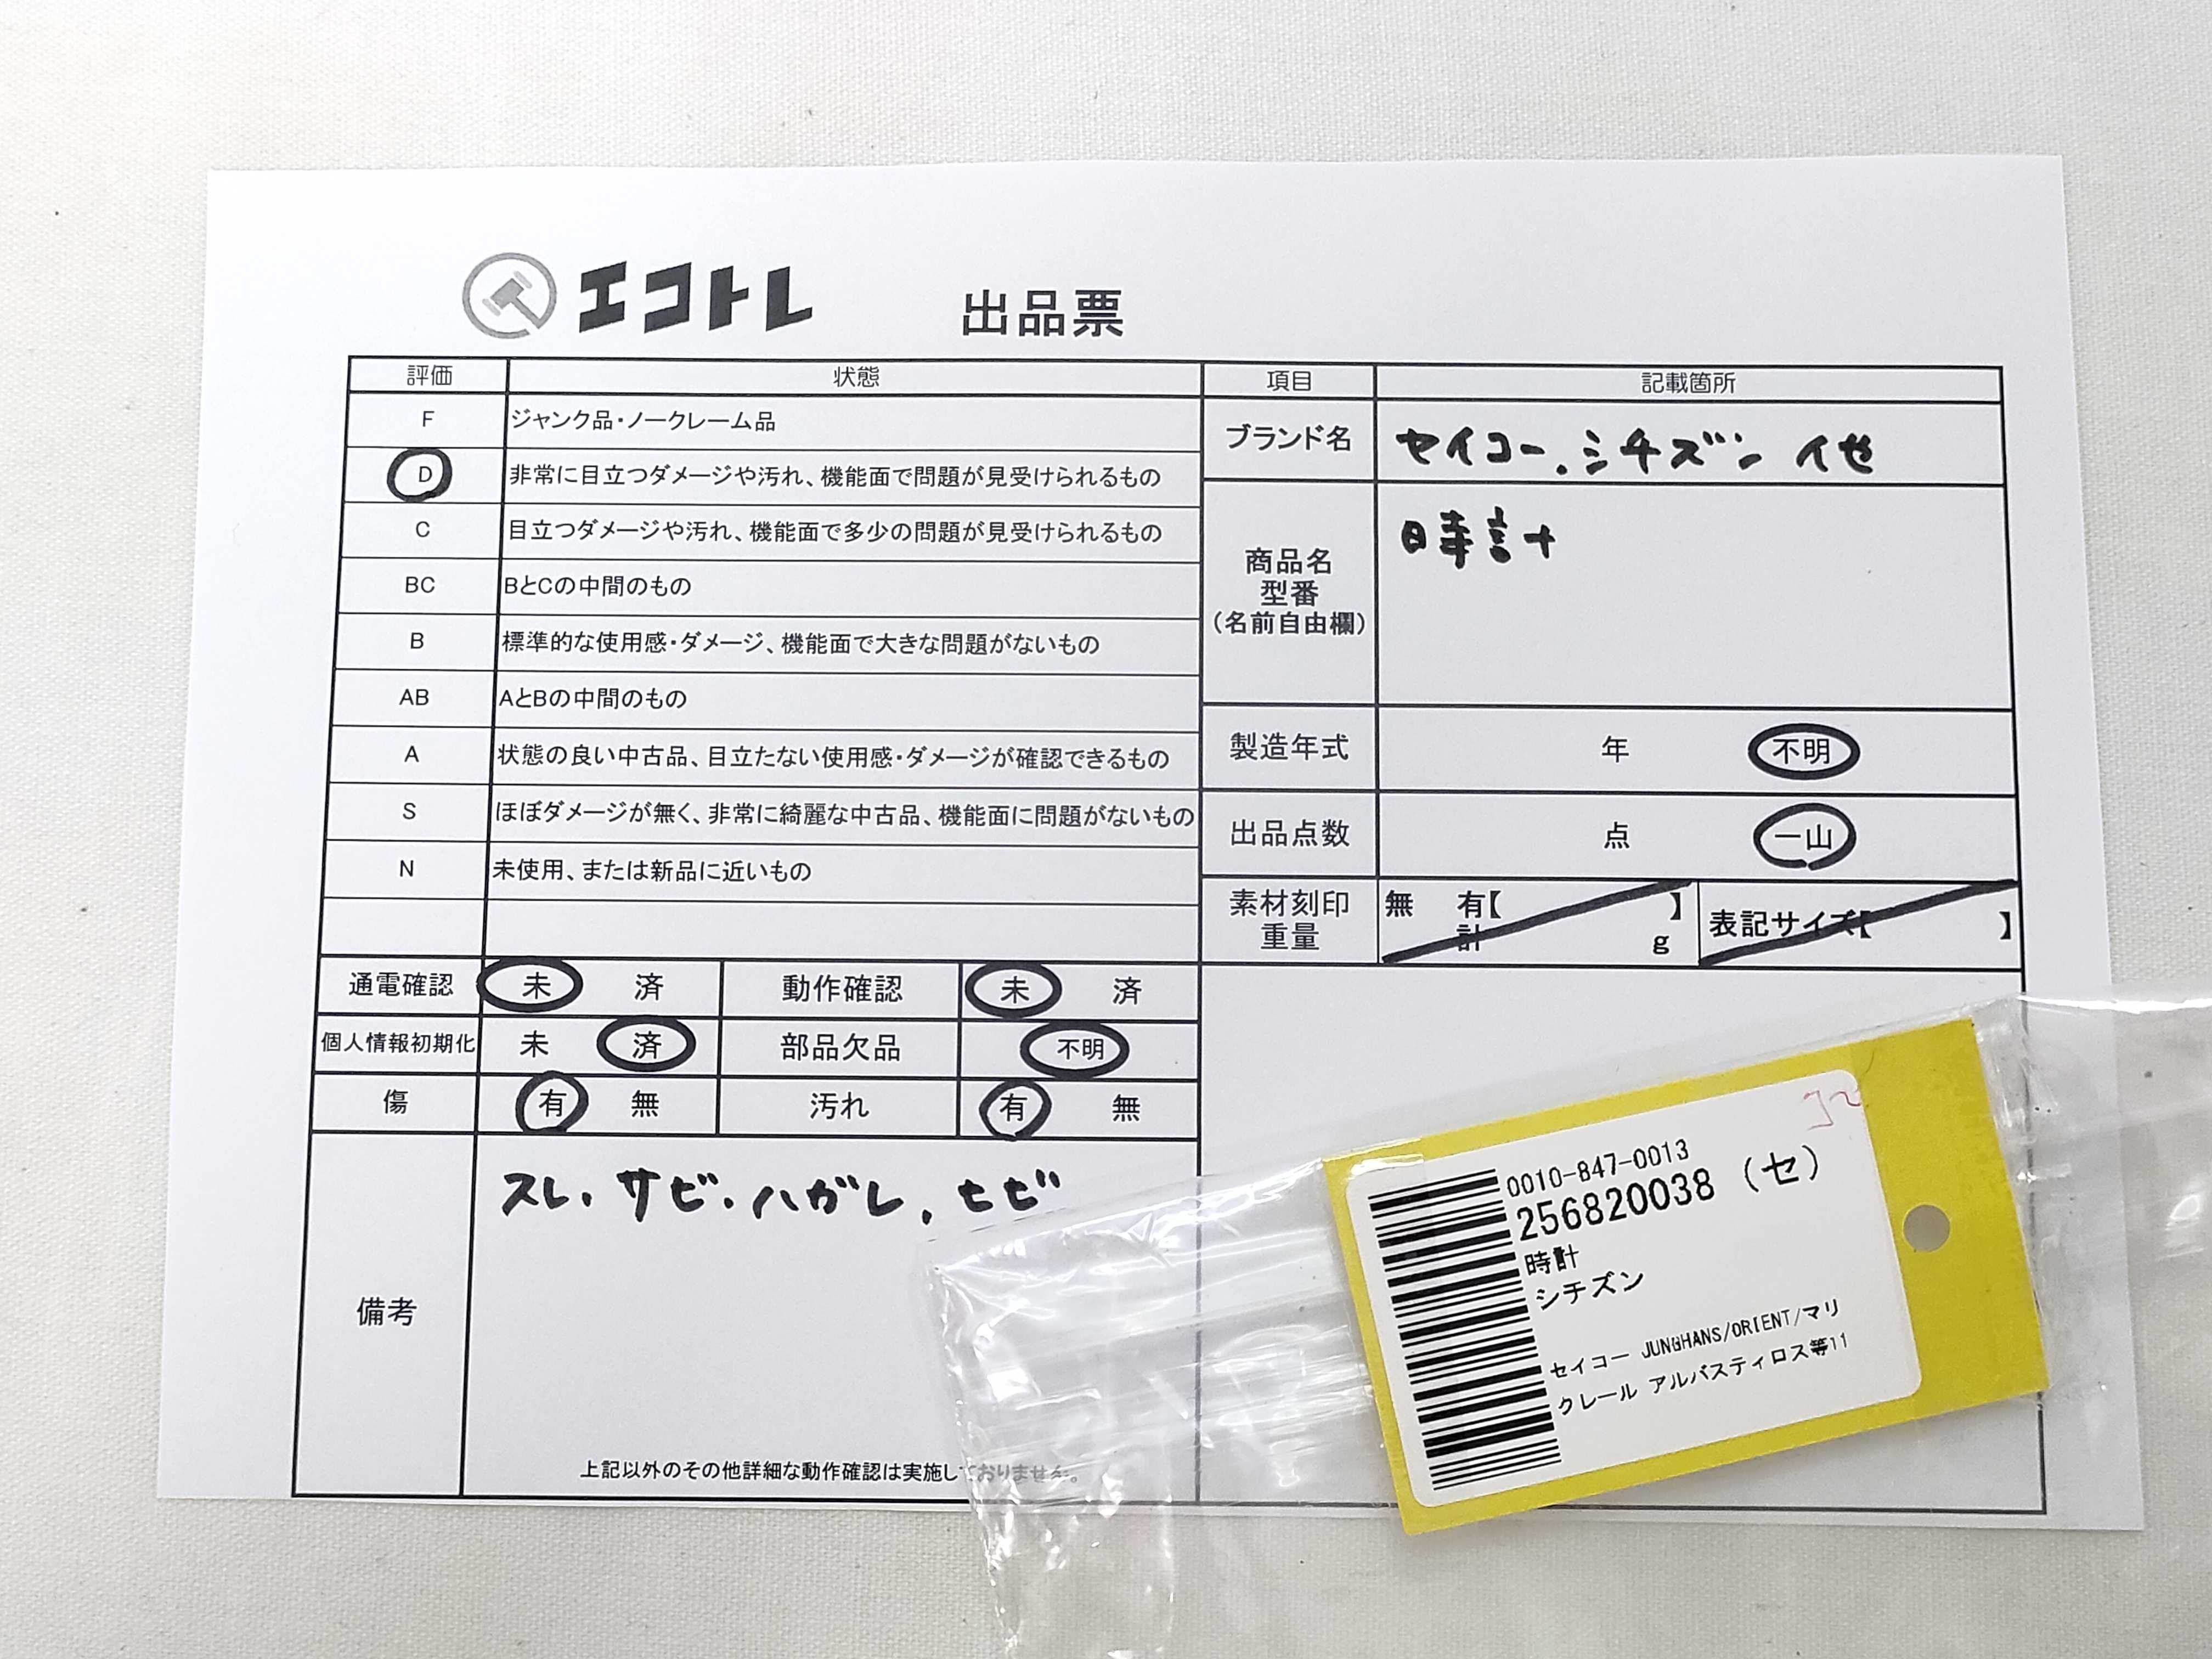 エコトレ 出品票
評価 状態 項目 記載箇所
F ジャンク品・ノークレーム品
D 非常に目立つダメージや汚れ、機能面で問題が見受けられるもの
C 目立つダメージや汚れ、機能面で多少の問題が見受けられるもの
BC BとCの中間のもの
B 標準的な使用感・ダメージ、機能面で大きな問題がないもの
AB AとBの中間のもの
A 状態の良い中古品、目立たない使用感・ダメージが確認できるもの
S ほぼダメージが無く、非常に綺麗な中古品、機能面に問題がないもの
N 未使用、または新品に近いもの
ブランド名 セイコー.シチズン 他
商品名
型番
(名前自由欄)
時計
製造年式 年 不明
出品点数 点 一山
素材刻印
重量
無 有【 】
計 g
表記サイズ【 】
通電確認 未 済 動作確認 未 済
個人情報初期化 未 済 部品欠品 不明
傷 有 無 汚れ 有 無
備考
スレ.サビ.ハガレ.ヒビ
上記以外のその他詳細な動作確認は実施しておりません。
0010-847-0013
256820038 (セ)
時計
シチズン
セイコー JUNGHANS/ORIENT/マリ
クレール アルバスティロス等11